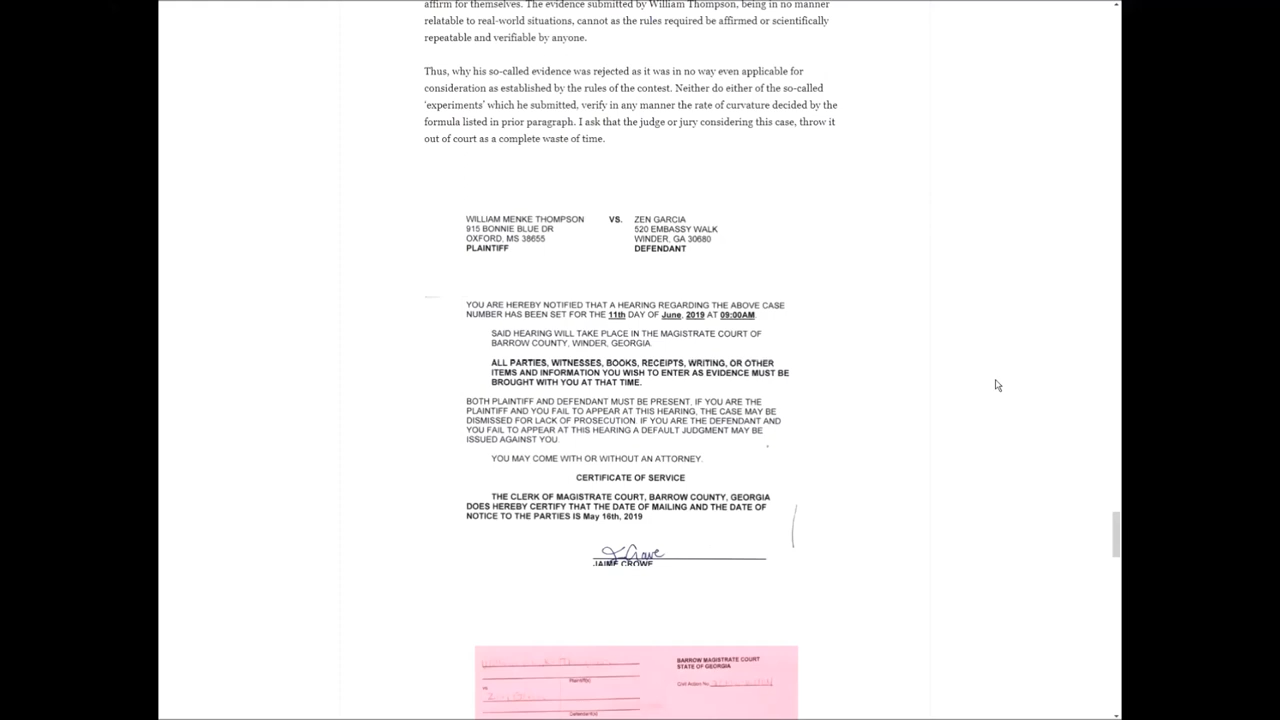 affirm for themselves. The evidence submitted by William Thompson, being in no manner
relatable to real-world situations, cannot as the rules required be affirmed or scientifically
repeatable and verifiable by anyone.
Thus, why his so-called evidence was rejected as it was in no way even applicable for
consideration as established by the rules of the contest. Neither do either of the so-called
‘experiments’ which he submitted, verify in any manner the rate of curvature decided by the
formula listed in prior paragraph. I ask that the judge or jury considering this case, throw it
out of court as a complete waste of time.
WILLIAM MENKE THOMPSON VS. ZEN GARCIA
915 BONNIE BLUE DR 520 EMBASSY WALK
OXFORD, MS 38655 WINDER, GA 30680
PLAINTIFF DEFENDANT
YOU ARE HEREBY NOTIFIED THAT A HEARING REGARDING THE ABOVE CASE
NUMBER HAS BEEN SET FOR THE 11th DAY OF June, 2019 AT 09:00AM.
SAID HEARING WILL TAKE PLACE IN THE MAGISTRATE COURT OF
BARROW COUNTY, WINDER, GEORGIA.
ALL PARTIES, WITNESSES, BOOKS, RECEIPTS, WRITING, OR OTHER
ITEMS AND INFORMATION YOU WISH TO ENTER AS EVIDENCE MUST BE
BROUGHT WITH YOU AT THAT TIME.
BOTH PLAINTIFF AND DEFENDANT MUST BE PRESENT. IF YOU ARE THE
PLAINTIFF AND YOU FAIL TO APPEAR AT THIS HEARING, THE CASE MAY BE
DISMISSED FOR LACK OF PROSECUTION. IF YOU ARE THE DEFENDANT AND
YOU FAIL TO APPEAR AT THIS HEARING A DEFAULT JUDGMENT MAY BE
ISSUED AGAINST YOU.
YOU MAY COME WITH OR WITHOUT AN ATTORNEY.
CERTIFICATE OF SERVICE
THE CLERK OF MAGISTRATE COURT, BARROW COUNTY, GEORGIA
DOES HEREBY CERTIFY THAT THE DATE OF MAILING AND THE DATE OF
NOTICE TO THE PARTIES IS May 16th, 2019
JAIME CROWE
BARROW MAGISTRATE COURT
STATE OF GEORGIA
Plaintiff(s)
Civil Action No.
vs
Defendant(s)